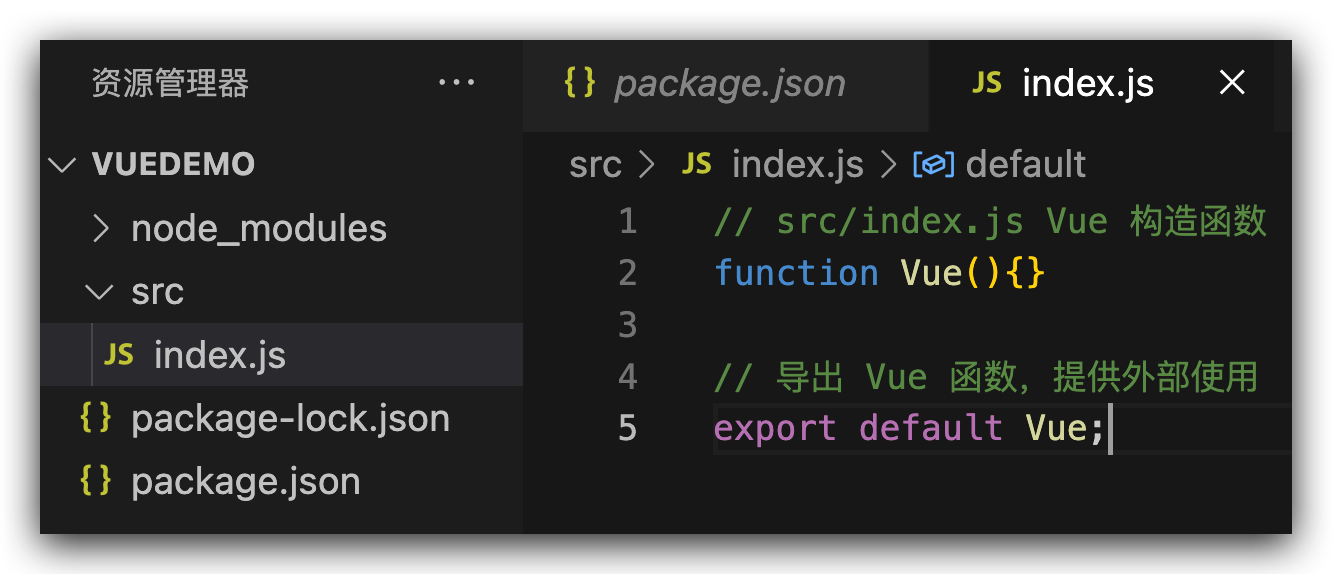 资源管理器 ···
VUEDEMO
node_modules
src
JS index.js
{} package-lock.json
{} package.json
{} package.json
JS index.js
src > JS index.js > default
1 // src/index.js Vue 构造函数
2 function Vue(){}
3
4 // 导出 Vue 函数，提供外部使用
5 export default Vue;